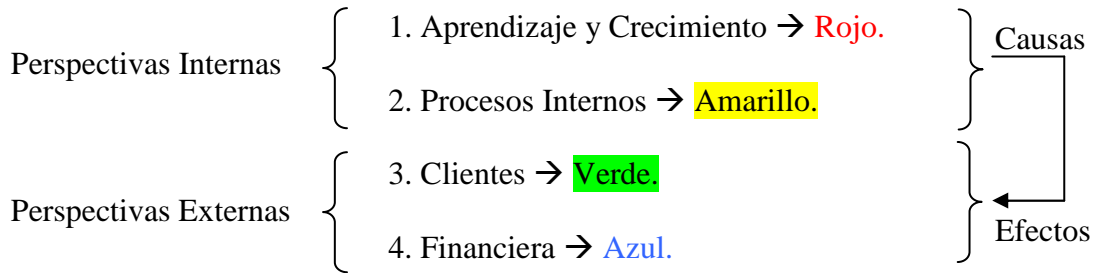 1. Aprendizaje y Crecimiento → Rojo.
Causas
Perspectivas Internas
2. Procesos Internos → Amarillo.
3. Clientes → Verde.
Perspectivas Externas
Efectos
4. Financiera → Azul.